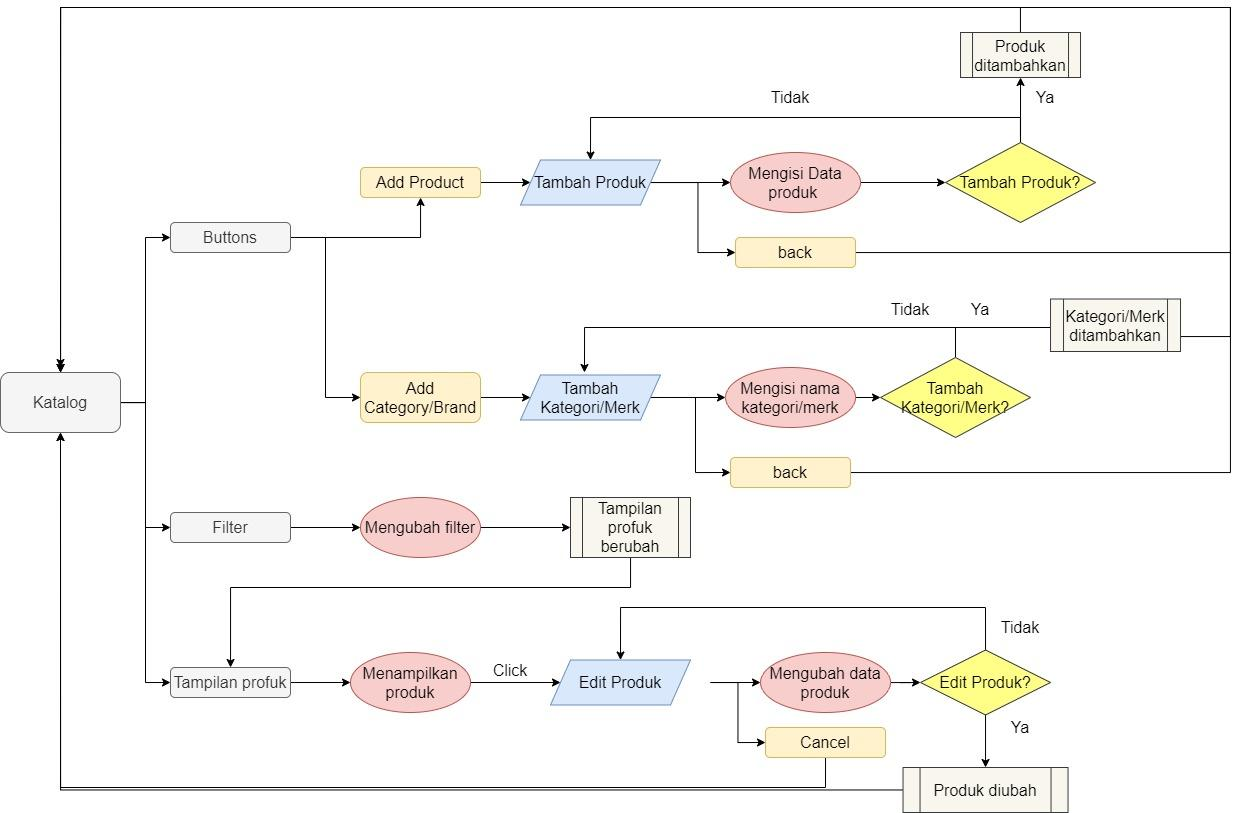 Produk
ditambahkan
Tidak
Ya
Add Product
Tambah Produk
Mengisi Data
produk
Tambah Produk?
Buttons
back
Tidak
Ya
Kategori/Merk
ditambahkan
Katalog
Add
Category/Brand
Tambah
Kategori/Merk
Mengisi nama
kategori/merk
Tambah
Kategori/Merk?
back
Filter
Mengubah filter
Tampilan
profuk
berubah
Tidak
Tampilan profuk
Menampilkan
produk
Click
Edit Produk
Mengubah data
produk
Edit Produk?
Ya
Cancel
Produk diubah